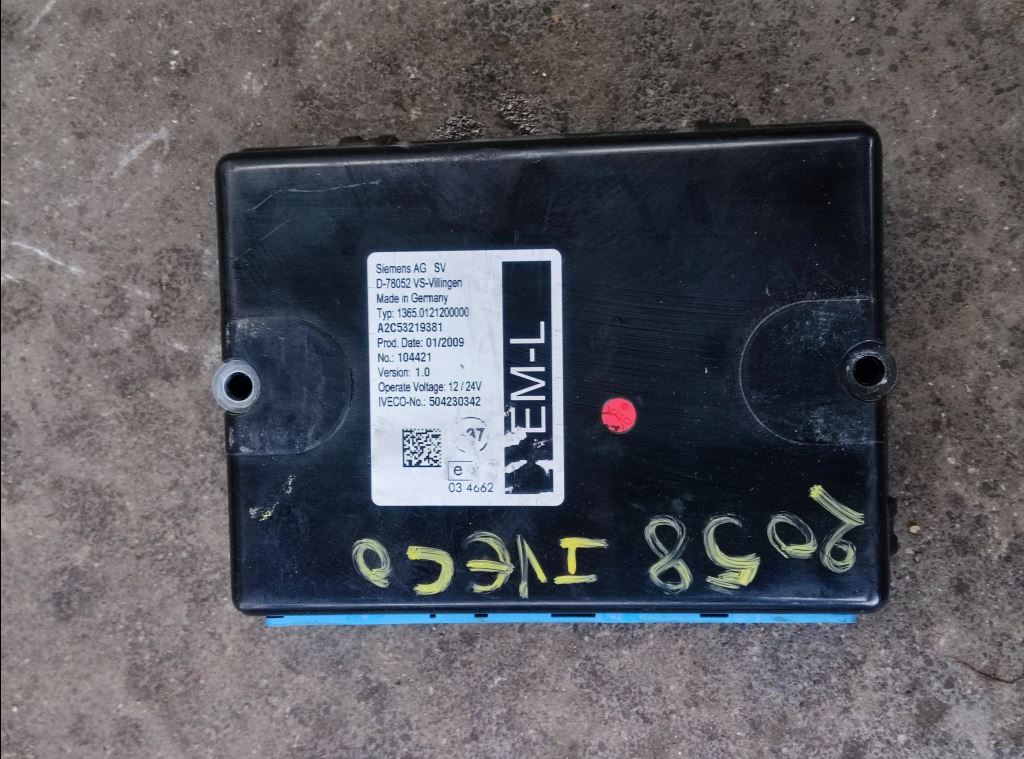 Siemens AG SV
D-78052 VS-Villingen
Made in Germany
Typ: 1365.0121200000
A2C53219381
Prod. Date: 01/2009
No.: 104421
Version: 1.0
Operate Voltage: 12 / 24V
IVECO-No.: 504230342
37
e
03 4662
EM-L
2058 IVECO